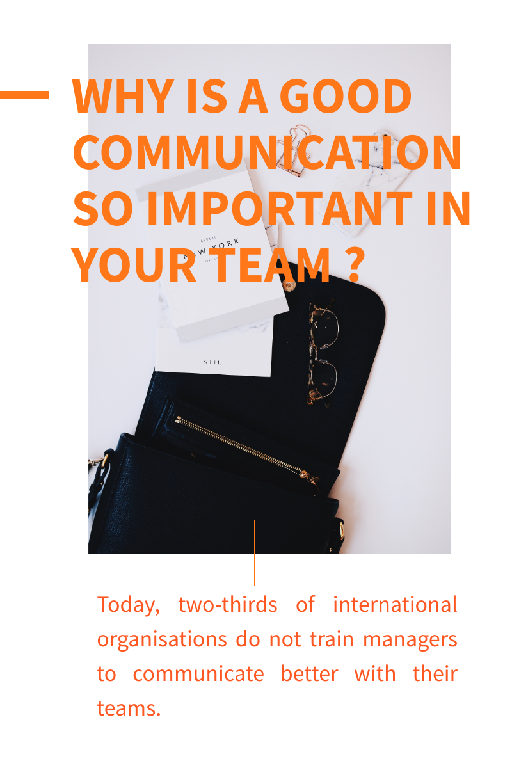 WHY IS A GOOD
COMMUNICATION
SO IMPORTANT IN
YOUR TEAM ?
Today, two-thirds of international
organisations do not train managers
to communicate better with their
teams.